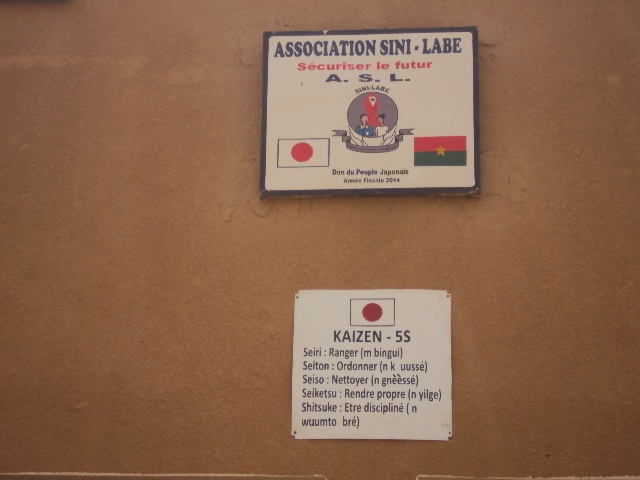 ASSOCIATION SINI - LABE
Sécuriser le futur
A. S. L.
SINI-LABE
Don du Peuple Japonais
Année Fiscale 2014
KAIZEN - 5S
Seiri : Ranger (m bingui)
Seiton : Ordonner (n k uussé)
Seiso : Nettoyer (n gnèèssé)
Seiketsu : Rendre propre (n yilge)
Shitsuke : Etre discipliné ( n
wuumto bré)